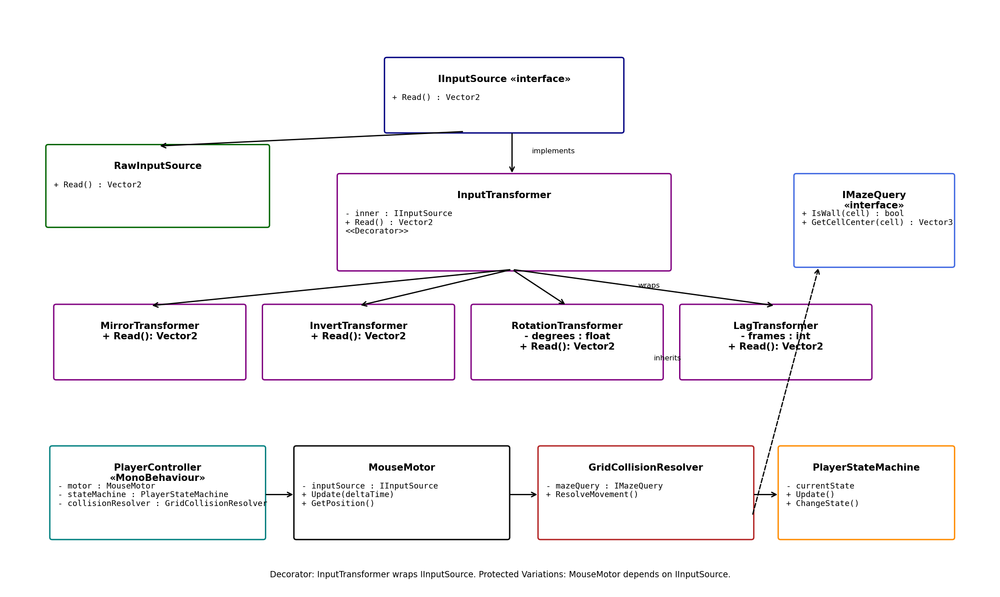 IInputSource «interface»
+ Read() : Vector2
implements
RawInputSource
+ Read() : Vector2
InputTransformer
- inner : IInputSource
+ Read() : Vector2
<<Decorator>>
IMazeQuery
«interface»
+ IsWall(cell) : bool
+ GetCellCenter(cell) : Vector3
wraps
MirrorTransformer
+ Read(): Vector2
InvertTransformer
+ Read(): Vector2
RotationTransformer
- degrees : float
+ Read(): Vector2
inherits
LagTransformer
- frames : int
+ Read(): Vector2
PlayerController
«MonoBehaviour»
- motor : MouseMotor
- stateMachine : PlayerStateMachine
- collisionResolver : GridCollisionResolver
MouseMotor
- inputSource : IInputSource
+ Update(deltaTime)
+ GetPosition()
GridCollisionResolver
- mazeQuery : IMazeQuery
+ ResolveMovement()
PlayerStateMachine
- currentState
+ Update()
+ ChangeState()
Decorator: InputTransformer wraps IInputSource. Protected Variations: MouseMotor depends on IInputSource.